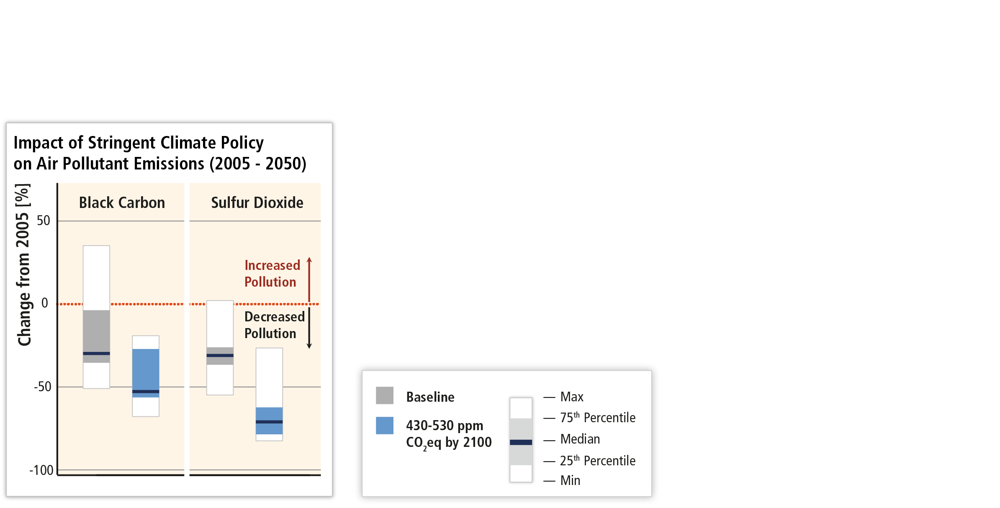 Impact of Stringent Climate Policy
on Air Pollutant Emissions (2005 - 2050)
Change from 2005 [%]
Black Carbon
Sulfur Dioxide
50
0
-50
-100
Increased
Pollution
Decreased
Pollution
Baseline
430-530 ppm
CO₂eq by 2100
— Max
— 75th Percentile
— Median
— 25th Percentile
— Min